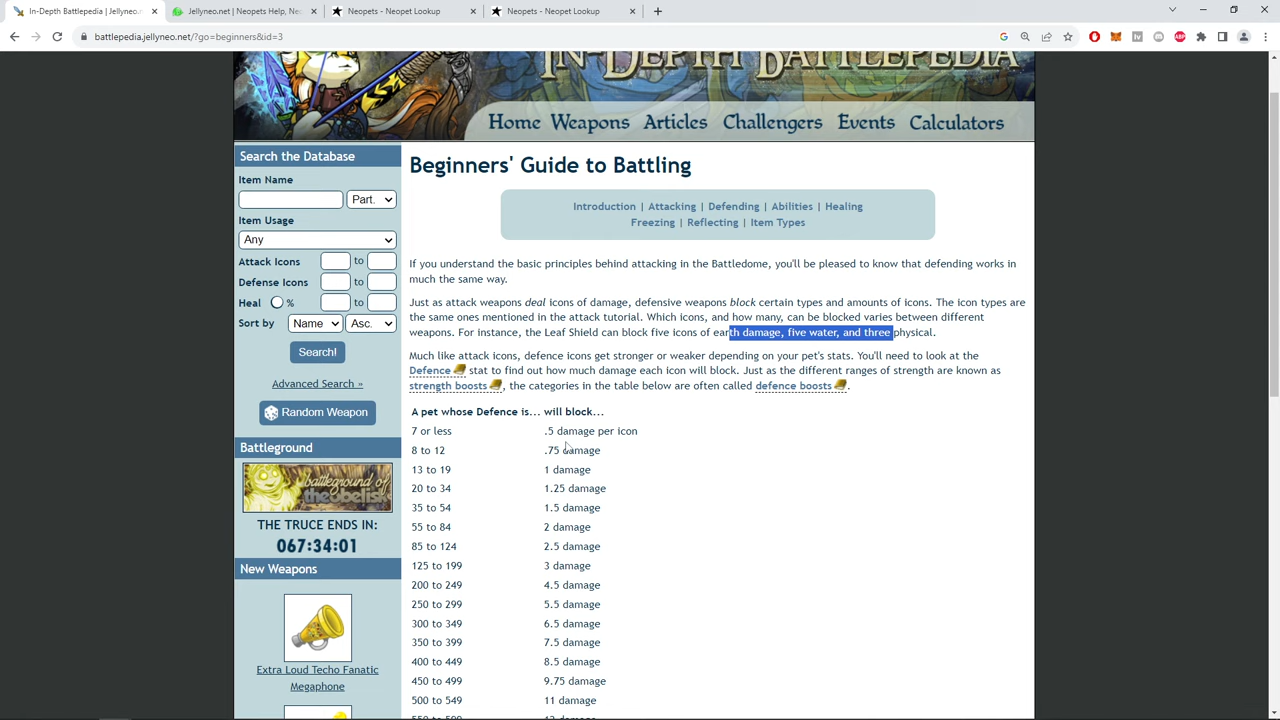 In-Depth Battlepedia | Jellyneo.
Jellyneo.net | Neopets Help, Ne
Neopets - Neopet Lookup
Neopets - Neopet Lookup
battlepedia.jellyneo.net/?go=beginners&id=3
IN-DEPTH BATTLEPEDIA
Home Weapons Articles Challengers Events Calculators
Search the Database
Item Name
Part.
Item Usage
Any
Attack Icons to
Defense Icons to
Heal % to
Sort by Name Asc.
Search!
Advanced Search »
Random Weapon
Battleground
battleground of
the obelisk
THE TRUCE ENDS IN:
067:34:01
New Weapons
Extra Loud Techo Fanatic
Megaphone
Beginners' Guide to Battling
Introduction | Attacking | Defending | Abilities | Healing
Freezing | Reflecting | Item Types
If you understand the basic principles behind attacking in the Battledome, you'll be pleased to know that defending works in
much the same way.
Just as attack weapons deal icons of damage, defensive weapons block certain types and amounts of icons. The icon types are
the same ones mentioned in the attack tutorial. Which icons, and how many, can be blocked varies between different
weapons. For instance, the Leaf Shield can block five icons of earth damage, five water, and three physical.
Much like attack icons, defence icons get stronger or weaker depending on your pet's stats. You'll need to look at the
Defence stat to find out how much damage each icon will block. Just as the different ranges of strength are known as
strength boosts, the categories in the table below are often called defence boosts.
A pet whose Defence is... will block...
7 or less .5 damage per icon
8 to 12 .75 damage
13 to 19 1 damage
20 to 34 1.25 damage
35 to 54 1.5 damage
55 to 84 2 damage
85 to 124 2.5 damage
125 to 199 3 damage
200 to 249 4.5 damage
250 to 299 5.5 damage
300 to 349 6.5 damage
350 to 399 7.5 damage
400 to 449 8.5 damage
450 to 499 9.75 damage
500 to 549 11 damage